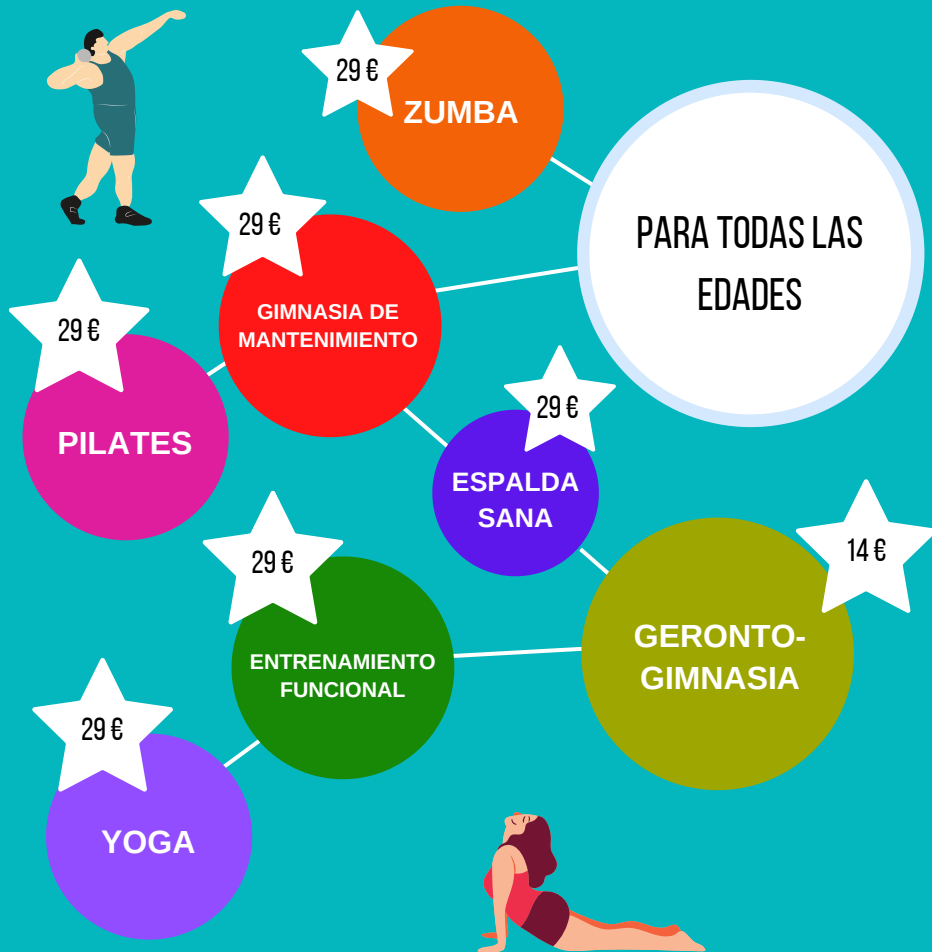 29 €
ZUMBA
PARA TODAS LAS
EDADES
29 €
GIMNASIA DE
MANTENIMIENTO
29 €
PILATES
29 €
ESPALDA
SANA
14 €
GERONTO-
GIMNASIA
29 €
ENTRENAMIENTO
FUNCIONAL
29 €
YOGA